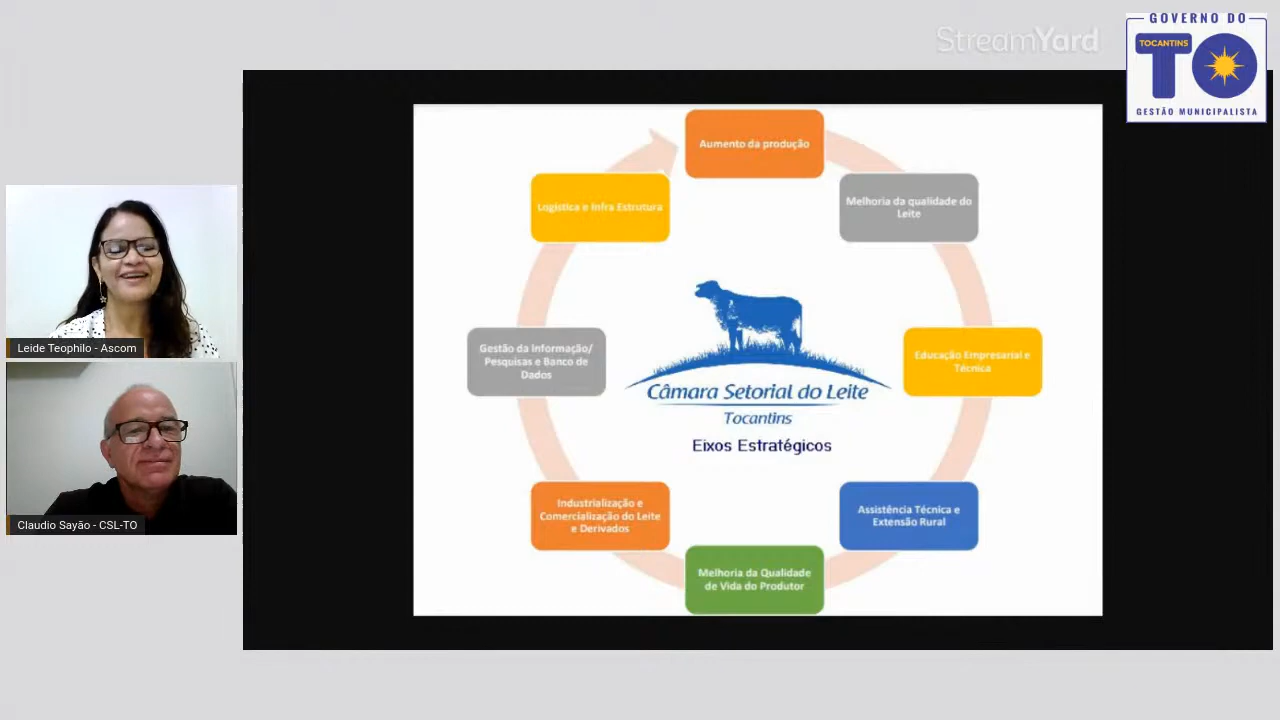 StreamYard
GOVERNO DO
TOCANTINS
TO
GESTÃO MUNICIPALISTA
Aumento da produção
Melhoria da qualidade do
Leite
Educação Empresarial e
Técnica
Assistência Técnica e
Extensão Rural
Melhoria da Qualidade
de Vida do Produtor
Industrialização e
Comercialização do Leite
e Derivados
Gestão da Informação/
Pesquisas e Banco de
Dados
Logística e Infra Estrutura
Câmara Setorial do Leite
Tocantins
Eixos Estratégicos
Leide Teophilo - Ascom
Claudio Sayão - CSL-TO